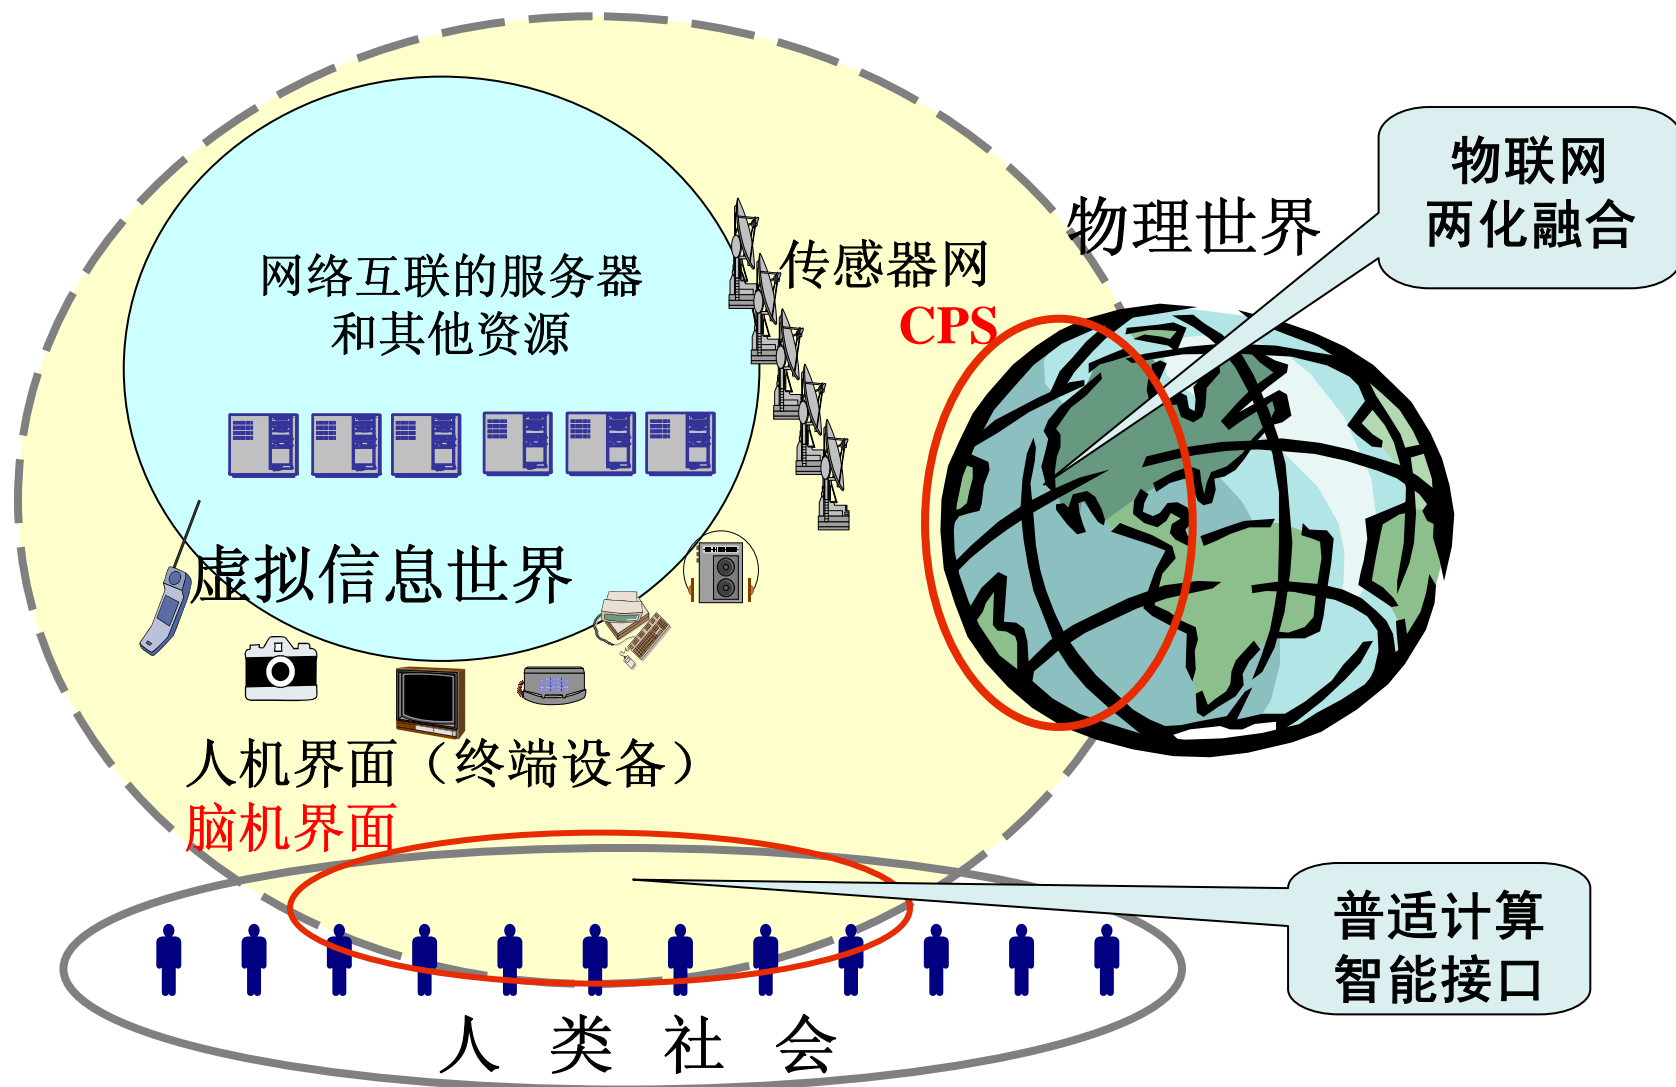 物联网
两化融合
物理世界
传感器网
CPS
网络互联的服务器
和其他资源
虚拟信息世界
人机界面（终端设备）
脑机界面
普适计算
智能接口
人类社会